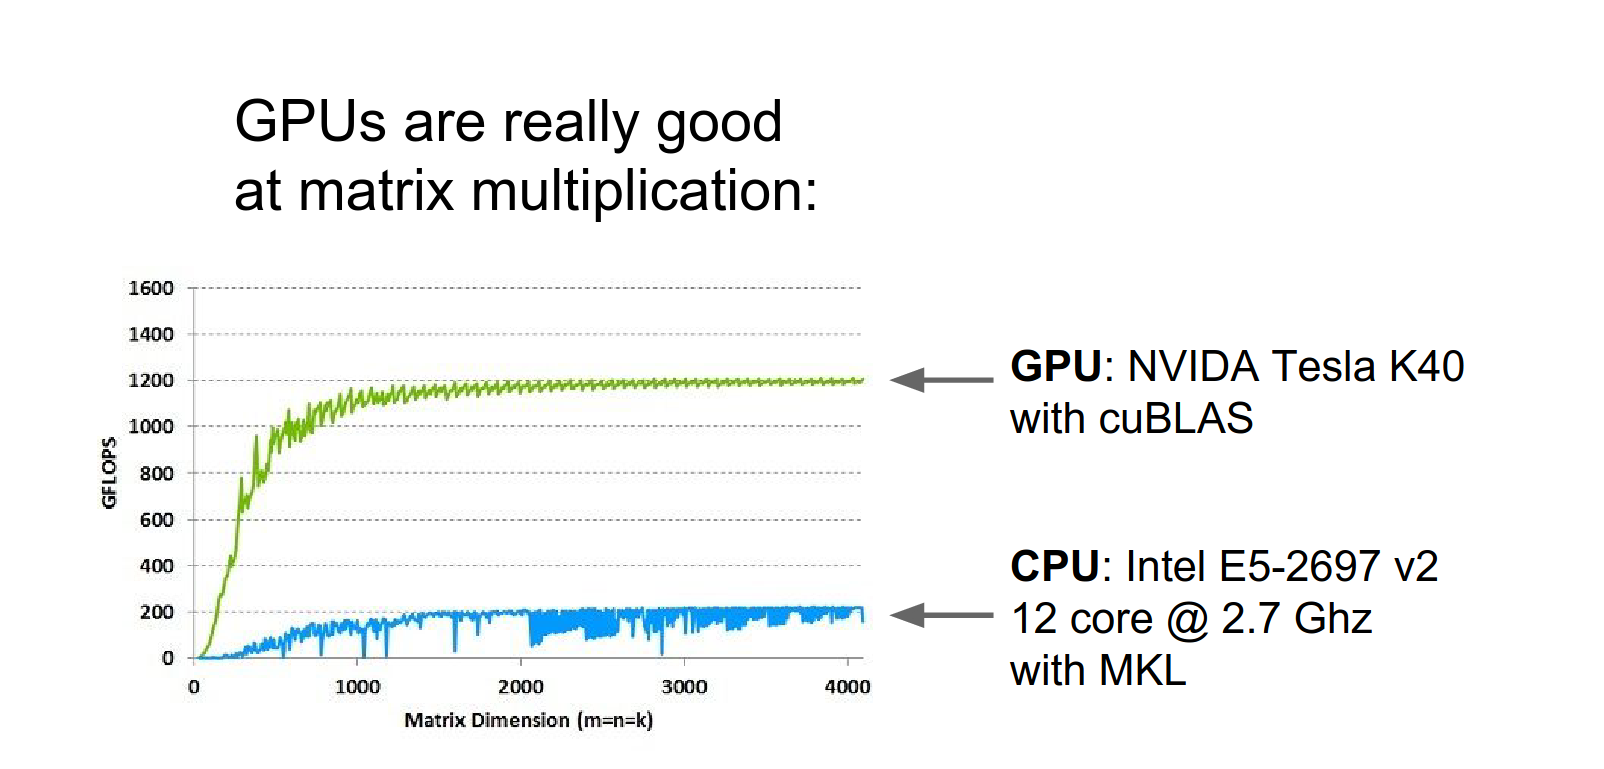 GPUs are really good
at matrix multiplication:
1600
1400
1200
1000
800
600
400
200
0
GFLOPS
0 1000 2000 3000 4000
Matrix Dimension (m=n=k)
GPU: NVIDA Tesla K40
with cuBLAS
CPU: Intel E5-2697 v2
12 core @ 2.7 Ghz
with MKL